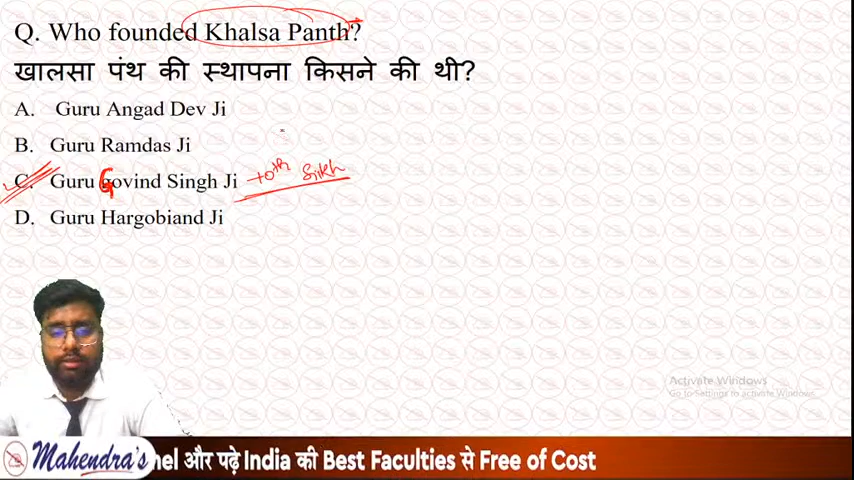 Q. Who founded Khalsa Panth?
खालसा पंथ की स्थापना किसने की थी?
A. Guru Angad Dev Ji
B. Guru Ramdas Ji
C. Guru Govind Singh Ji 10th Sikh
D. Guru Hargobiand Ji
Activate Windows
Go to Settings to activate Windows.
Mahendra's nel और पढ़े India की Best Faculties से Free of Cost